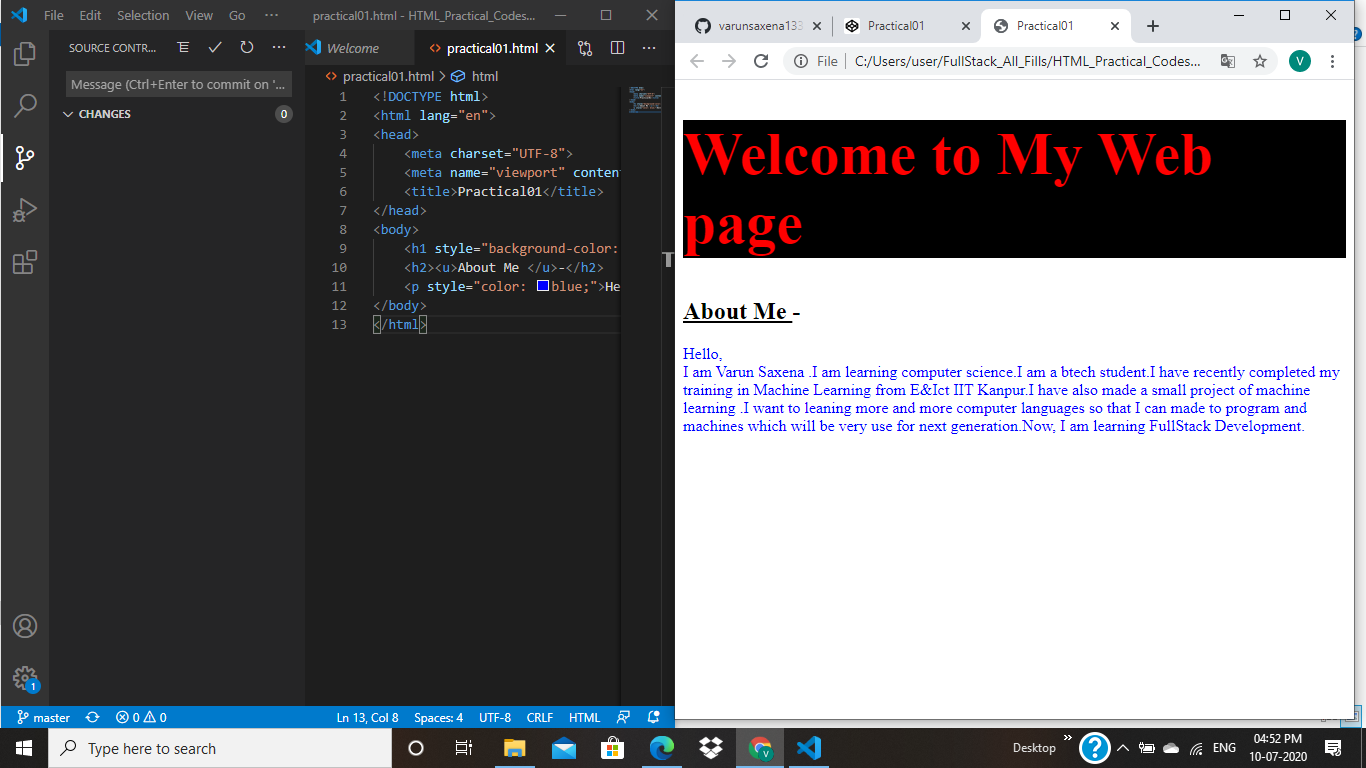 File Edit Selection View Go ··· practical01.html - HTML_Practical_Codes...
SOURCE CONTR...
Message (Ctrl+Enter to commit on '...
CHANGES 0
Welcome practical01.html
practical01.html > html
1 <!DOCTYPE html>
2 <html lang="en">
3 <head>
4 <meta charset="UTF-8">
5 <meta name="viewport" conten
6 <title>Practical01</title>
7 </head>
8 <body>
9 <h1 style="background-color:
10 <h2><u>About Me </u>-</h2>
11 <p style="color: blue;">He
12 </body>
13 </html>
1
master 0 0 Ln 13, Col 8 Spaces: 4 UTF-8 CRLF HTML
varunsaxena133 Practical01 Practical01
File C:/Users/user/FullStack_All_Fills/HTML_Practical_Codes... V
Welcome to My Web
page
About Me -
Hello,
I am Varun Saxena .I am learning computer science.I am a btech student.I have recently completed my
training in Machine Learning from E&Ict IIT Kanpur.I have also made a small project of machine
learning .I want to leaning more and more computer languages so that I can made to program and
machines which will be very use for next generation.Now, I am learning FullStack Development.
Type here to search
V
Desktop » ? ENG 04:52 PM
10-07-2020